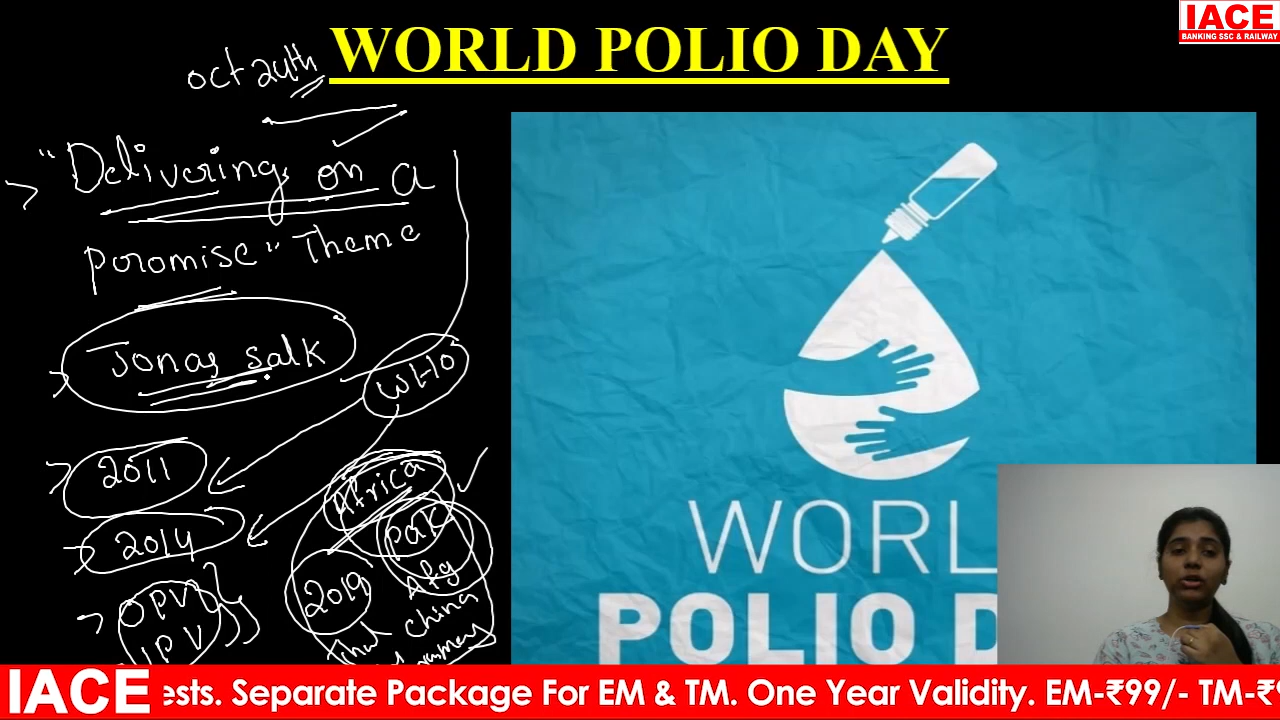 WORLD POLIO DAY
IACE
BANKING SSC & RAILWAY
oct 24th
"Delivering on a
poromise" Theme
Jonas salk
WHO
2011
2014
OPV
IPV
Africa
pak
Afg
2019
china
WORL
POLIO D
IACE ests. Separate Package For EM & TM. One Year Validity. EM-₹99/- TM-₹9